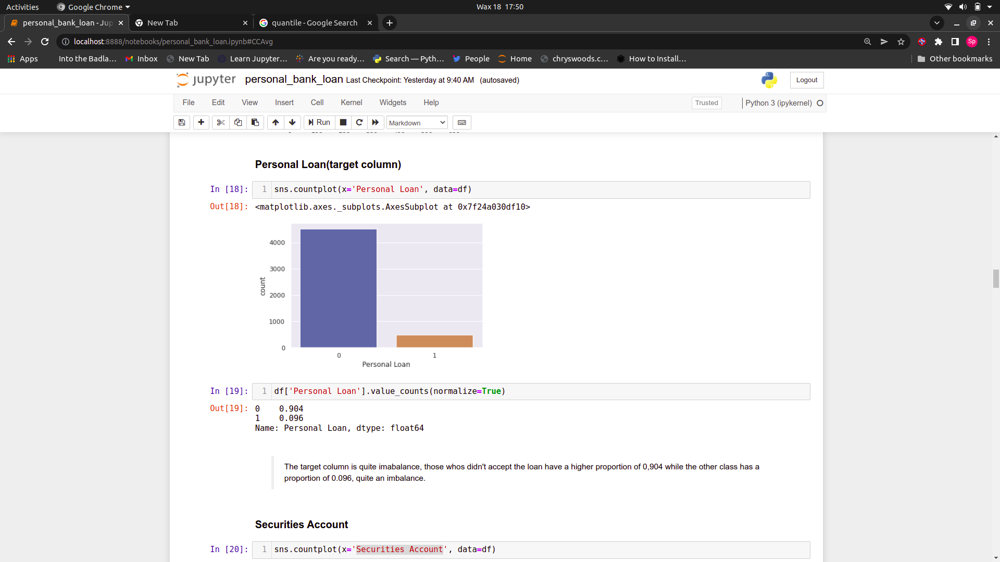 Activities
Google Chrome
Wax 18 17:50
personal_bank_loan - Jup
New Tab
quantile - Google Search
localhost:8888/notebooks/personal_bank_loan.ipynb#CCAvg
Sp
Apps
Into the Badla…
Inbox
New Tab
Learn Jupyter…
Are you ready…
Search — Pyth…
People
Home
chryswoods.c…
How to Install…
Other bookmarks
jupyter
personal_bank_loan Last Checkpoint: Yesterday at 9:40 AM (autosaved)
Logout
File Edit View Insert Cell Kernel Widgets Help
Trusted
Python 3 (ipykernel)
Run
Markdown
Personal Loan(target column)
In [18]: 1 sns.countplot(x='Personal Loan', data=df)
Out[18]: <matplotlib.axes._subplots.AxesSubplot at 0x7f24a030df10>
4000
3000
count
2000
1000
0
0 1
Personal Loan
In [19]: 1 df['Personal Loan'].value_counts(normalize=True)
Out[19]: 0 0.904
1 0.096
Name: Personal Loan, dtype: float64
The target column is quite imabalance, those whos didn't accept the loan have a higher proportion of 0,904 while the other class has a
proportion of 0.096, quite an imbalance.
Securities Account
In [20]: 1 sns.countplot(x='Securities Account', data=df)